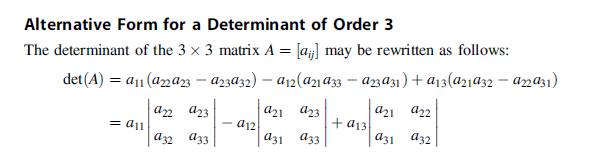 Alternative Form for a Determinant of Order 3
The determinant of the 3 × 3 matrix A = [aij] may be rewritten as follows:
det(A) = a11(a22a23 − a23a32) − a12(a21a33 − a23a31) + a13(a21a32 − a22a31)
= a11 |a22 a23| − a12 |a21 a23| + a13 |a21 a22|
|a32 a33| |a31 a33| |a31 a32|